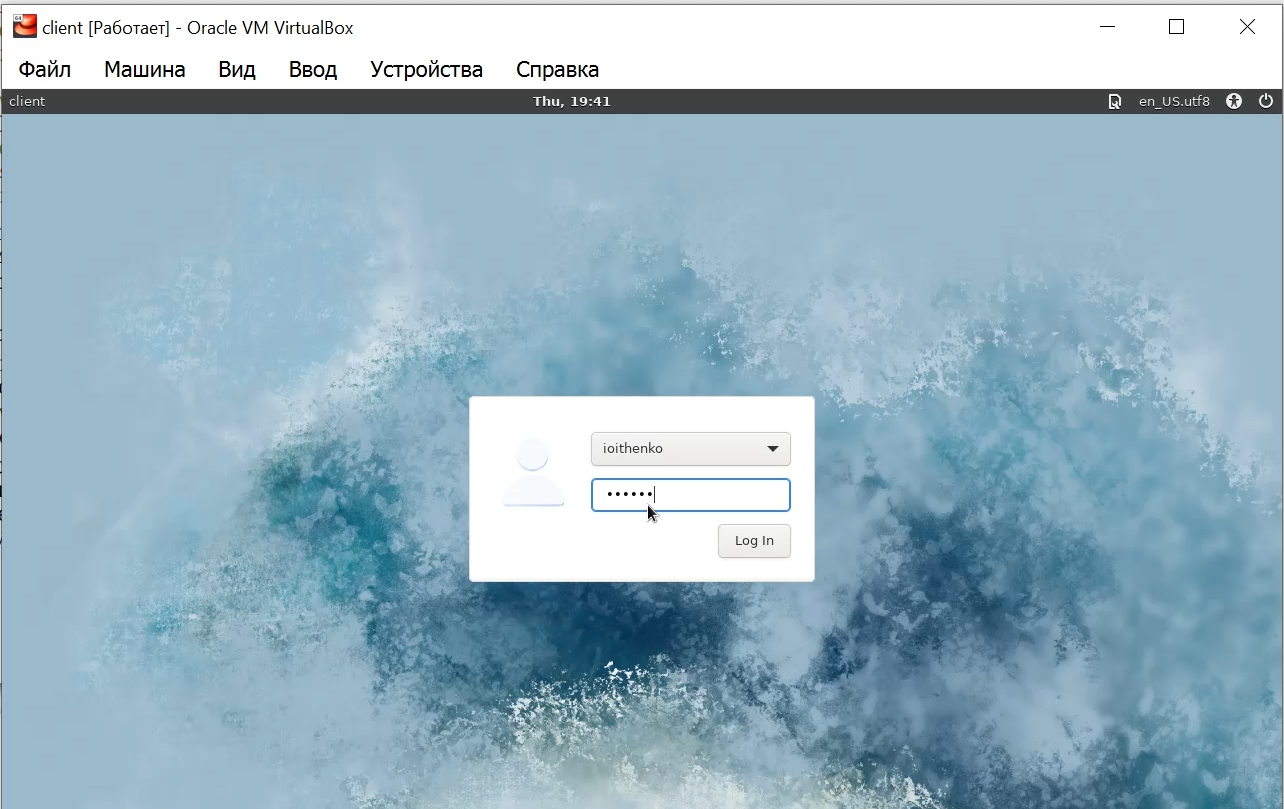 client [Работает] - Oracle VM VirtualBox
Файл Машина Вид Ввод Устройства Справка
client Thu, 19:41 en_US.utf8
ioithenko
••••••
Log In